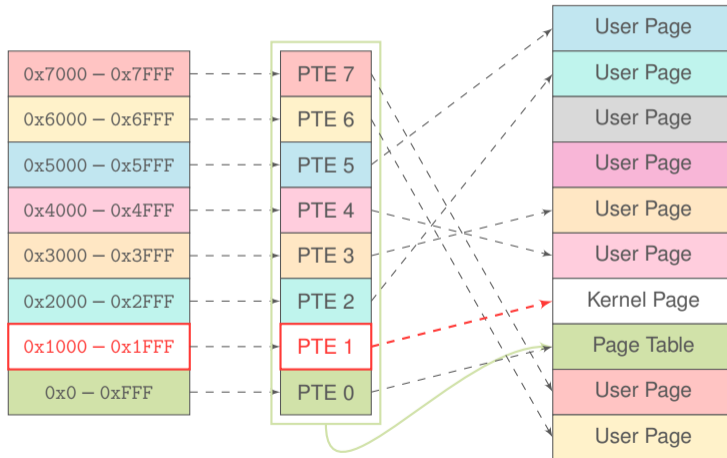 0x7000 – 0x7FFF
0x6000 – 0x6FFF
0x5000 – 0x5FFF
0x4000 – 0x4FFF
0x3000 – 0x3FFF
0x2000 – 0x2FFF
0x1000 – 0x1FFF
0x0 – 0xFFF
PTE 7
PTE 6
PTE 5
PTE 4
PTE 3
PTE 2
PTE 1
PTE 0
User Page
User Page
User Page
User Page
User Page
User Page
Kernel Page
Page Table
User Page
User Page